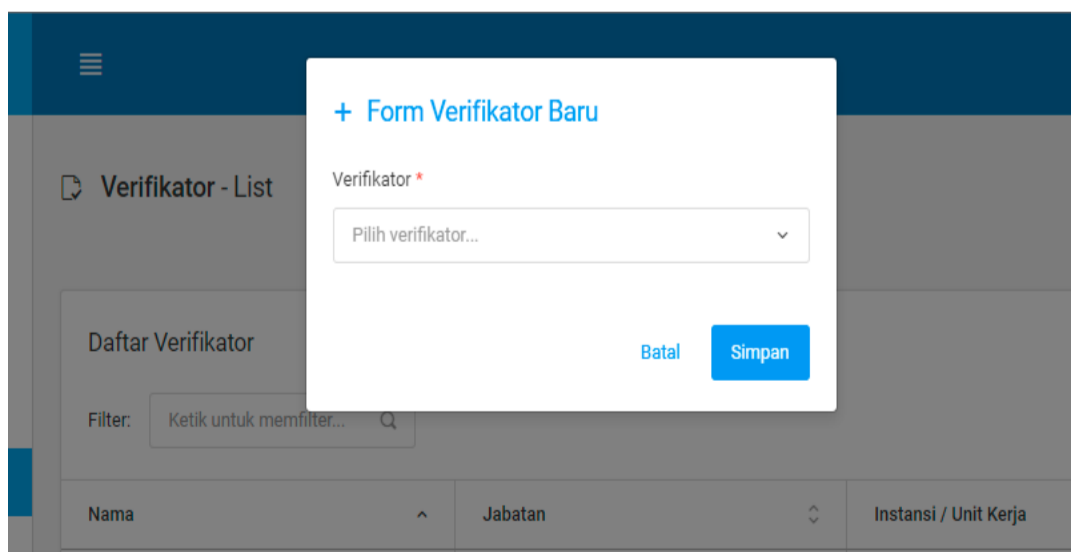 + Form Verifikator Baru
Verifikator - List
Verifikator *
Pilih verifikator...
Daftar Verifikator
Batal
Simpan
Filter:
Ketik untuk memfilter...
Nama
Jabatan
Instansi / Unit Kerja